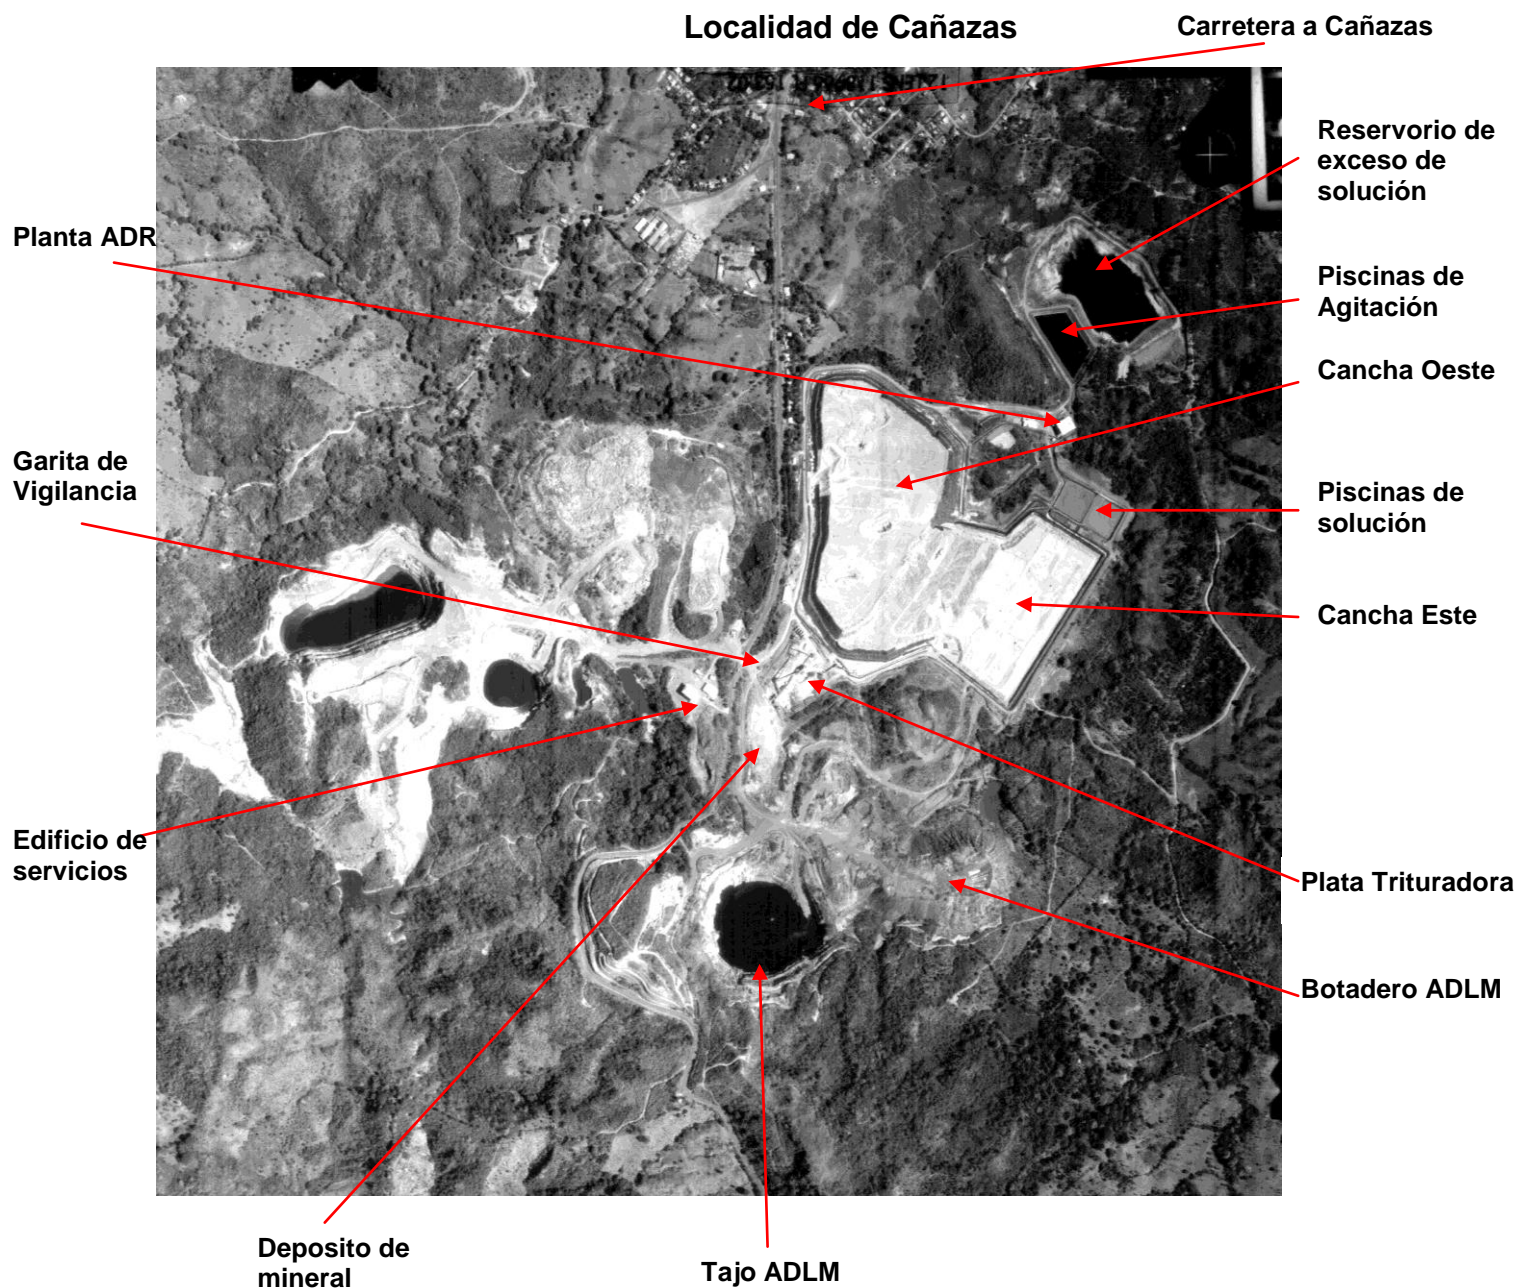 Localidad de Cañazas
Carretera a Cañazas
Reservorio de
exceso de
solución
Planta ADR
Piscinas de
Agitación
Cancha Oeste
Garita de
Vigilancia
Piscinas de
solución
Cancha Este
Edificio de
servicios
Plata Trituradora
Botadero ADLM
Deposito de
mineral
Tajo ADLM